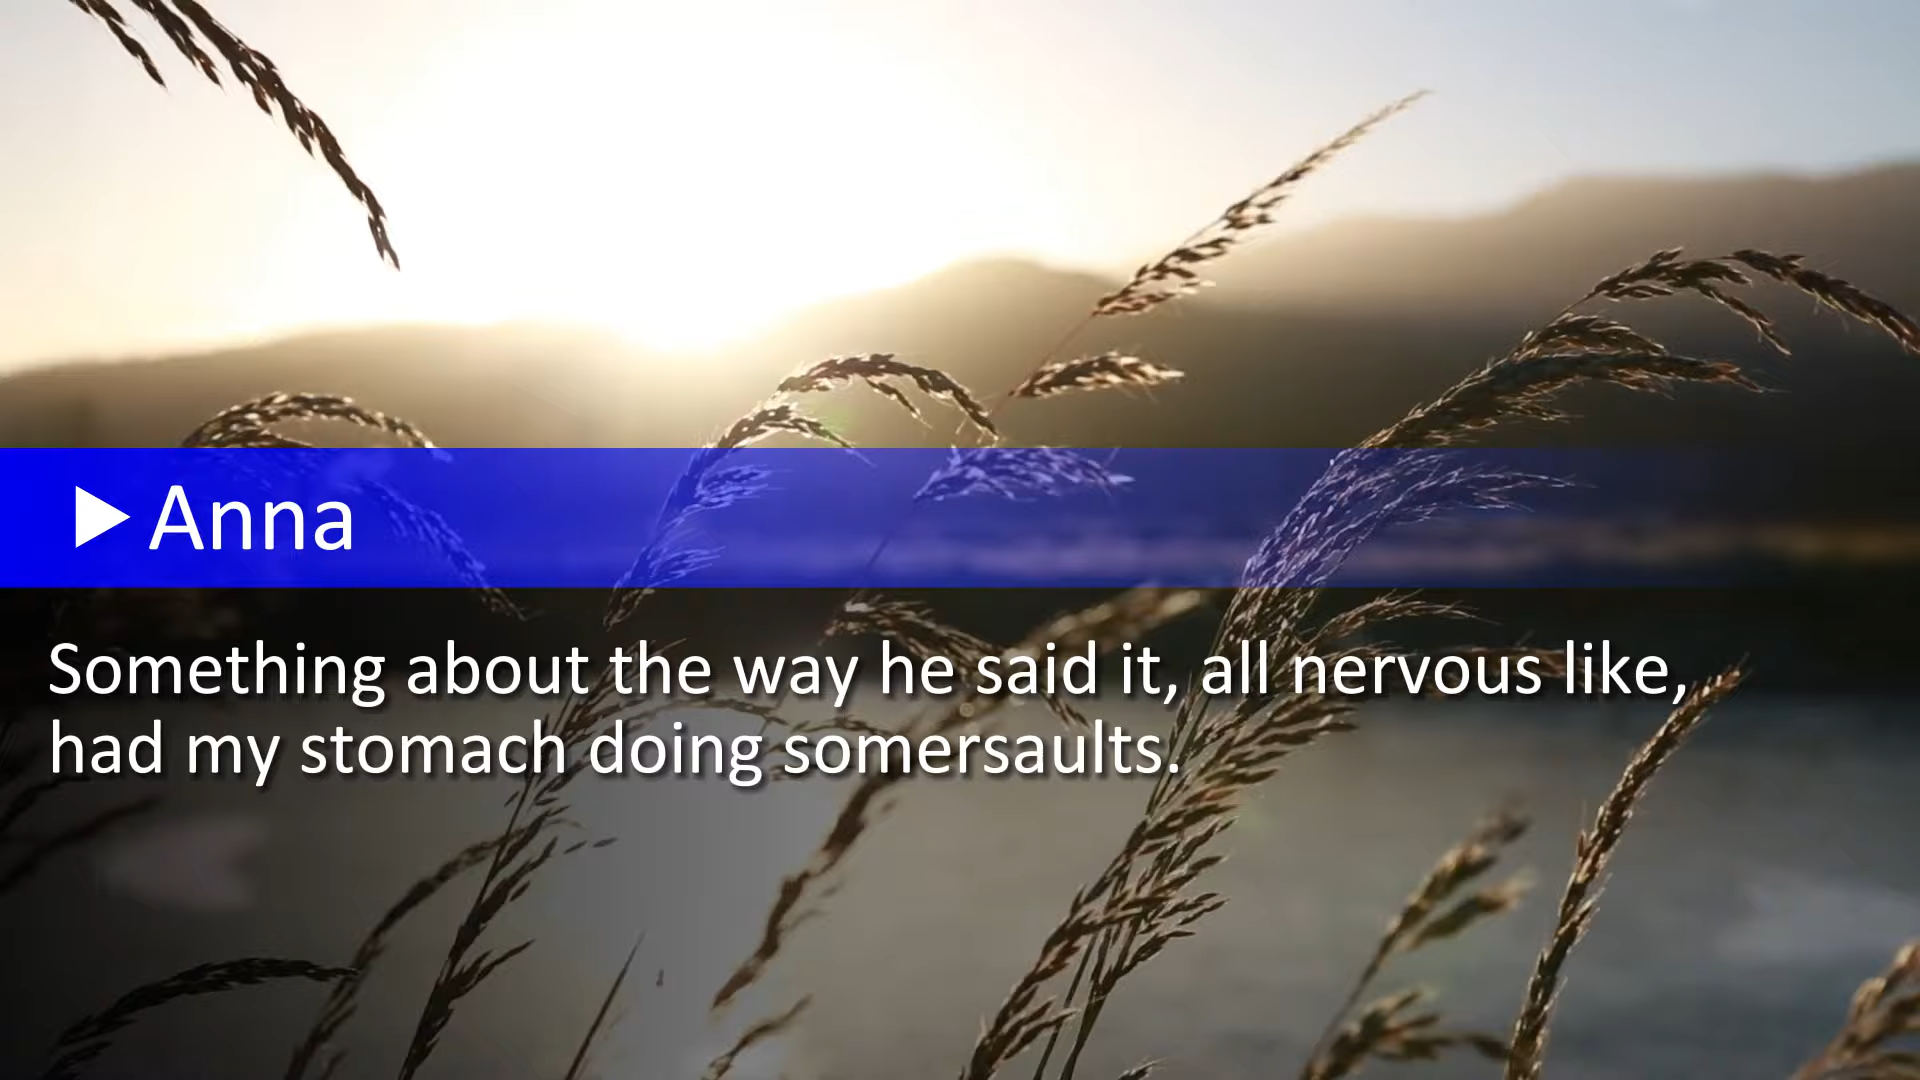 Anna
Something about the way he said it, all nervous like,
had my stomach doing somersaults.